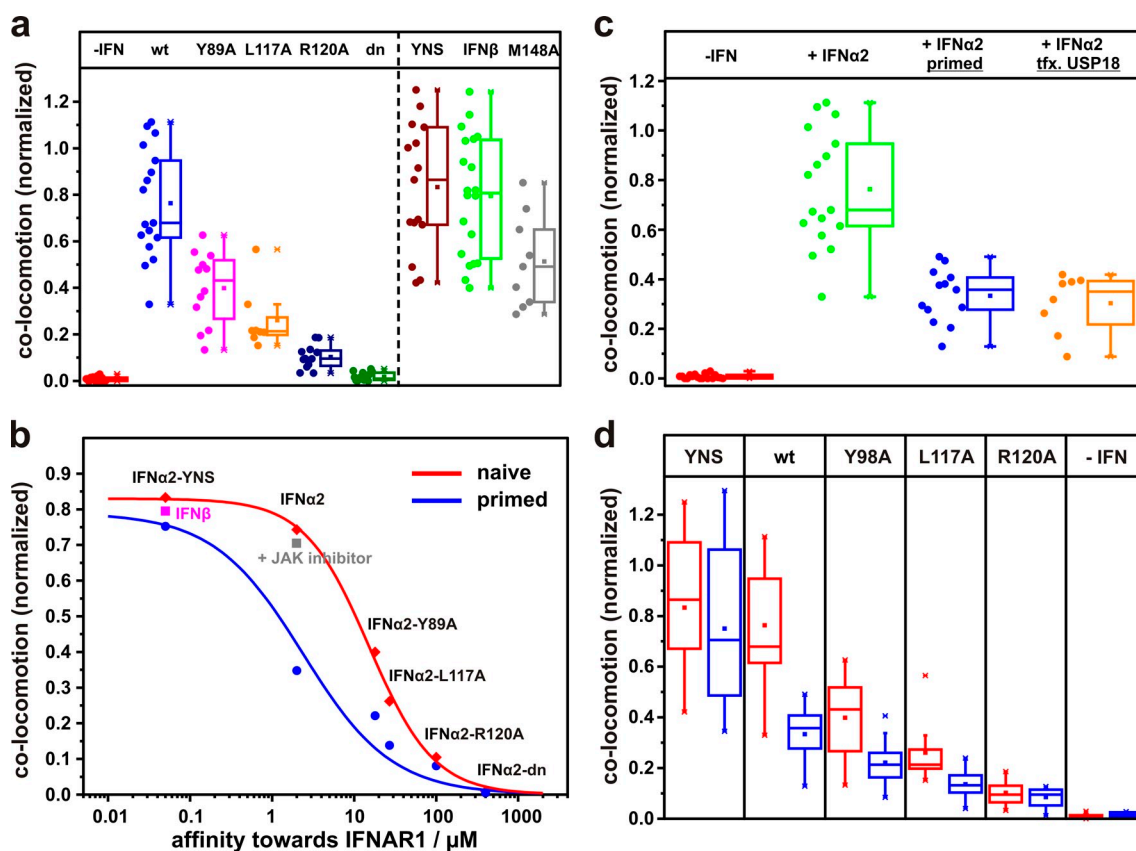 a
-IFN wt Y89A L117A R120A dn YNS IFNβ M148A
co-locomotion (normalized)
1.2
1.0
0.8
0.6
0.4
0.2
0.0
c
-IFN
+ IFNα2
+ IFNα2
primed
+ IFNα2
tfx. USP18
co-locomotion (normalized)
1.2
1.0
0.8
0.6
0.4
0.2
0.0
b
co-locomotion (normalized)
0.9
0.8
0.7
0.6
0.5
0.4
0.3
0.2
0.1
0.0
IFNα2-YNS
IFNβ
IFNα2
+ JAK inhibitor
naive
primed
IFNα2-Y89A
IFNα2-L117A
IFNα2-R120A
IFNα2-dn
0.01 0.1 1 10 100 1000
affinity towards IFNAR1 / μM
d
YNS wt Y98A L117A R120A - IFN
co-locomotion (normalized)
1.2
1.0
0.8
0.6
0.4
0.2
0.0